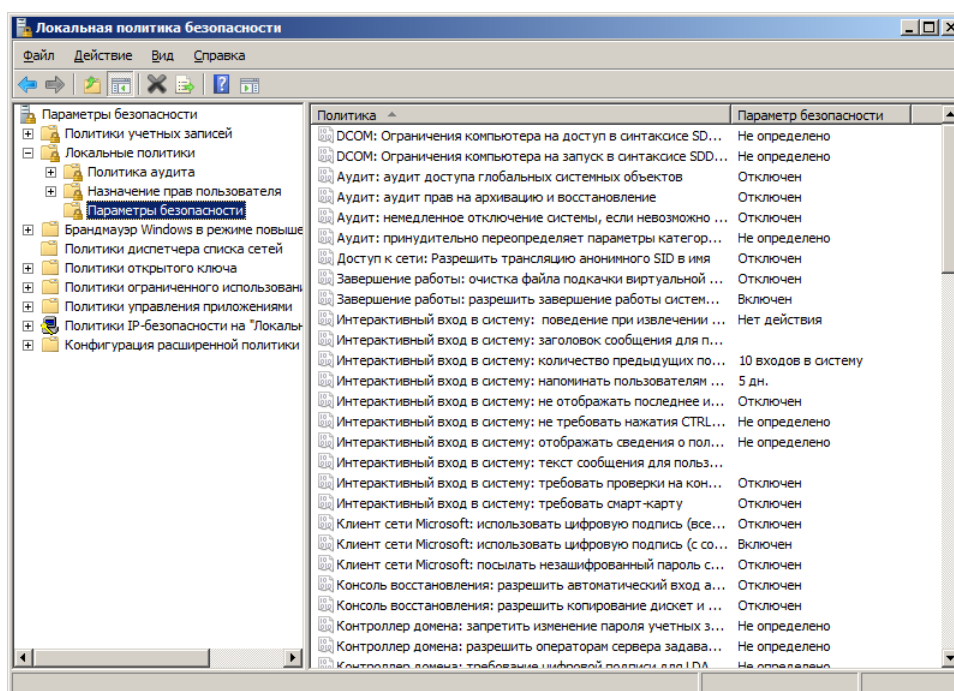 Локальная политика безопасности
Файл Действие Вид Справка
Параметры безопасности
Политики учетных записей
Локальные политики
Политика аудита
Назначение прав пользователя
Параметры безопасности
Брандмауэр Windows в режиме повыше
Политики диспетчера списка сетей
Политики открытого ключа
Политики ограниченного использовани
Политики управления приложениями
Политики IP-безопасности на "Локальн
Конфигурация расширенной политики
Политика Параметр безопасности
DCOM: Ограничения компьютера на доступ в синтаксисе SD... Не определено
DCOM: Ограничения компьютера на запуск в синтаксисе SDD... Не определено
Аудит: аудит доступа глобальных системных объектов Отключен
Аудит: аудит прав на архивацию и восстановление Отключен
Аудит: немедленное отключение системы, если невозможно ... Отключен
Аудит: принудительно переопределяет параметры категор... Не определено
Доступ к сети: Разрешить трансляцию анонимного SID в имя Отключен
Завершение работы: очистка файла подкачки виртуальной ... Отключен
Завершение работы: разрешить завершение работы систем... Включен
Интерактивный вход в систему: поведение при извлечении ... Нет действия
Интерактивный вход в систему: заголовок сообщения для п...
Интерактивный вход в систему: количество предыдущих по... 10 входов в систему
Интерактивный вход в систему: напоминать пользователям ... 5 дн.
Интерактивный вход в систему: не отображать последнее и... Отключен
Интерактивный вход в систему: не требовать нажатия CTRL... Не определено
Интерактивный вход в систему: отображать сведения о пол... Не определено
Интерактивный вход в систему: текст сообщения для польз...
Интерактивный вход в систему: требовать проверки на кон... Отключен
Интерактивный вход в систему: требовать смарт-карту Отключен
Клиент сети Microsoft: использовать цифровую подпись (все... Отключен
Клиент сети Microsoft: использовать цифровую подпись (с со... Включен
Клиент сети Microsoft: посылать незашифрованный пароль с... Отключен
Консоль восстановления: разрешить автоматический вход а... Отключен
Консоль восстановления: разрешить копирование дискет и ... Отключен
Контроллер домена: запретить изменение пароля учетных з... Не определено
Контроллер домена: разрешить операторам сервера задава... Не определено
Контроллер домена: требование цифровой подписи для LDA... Не определено